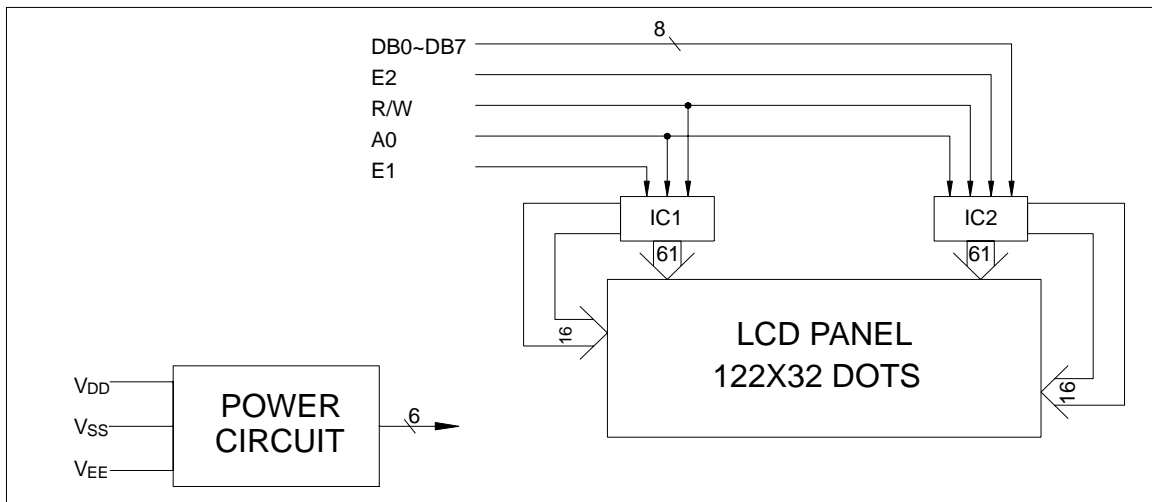 DB0~DB7
8
E2
R/W
A0
E1
IC1
IC2
61
61
16
LCD PANEL
122X32 DOTS
16
VDD
VSS
VEE
POWER
CIRCUIT
6